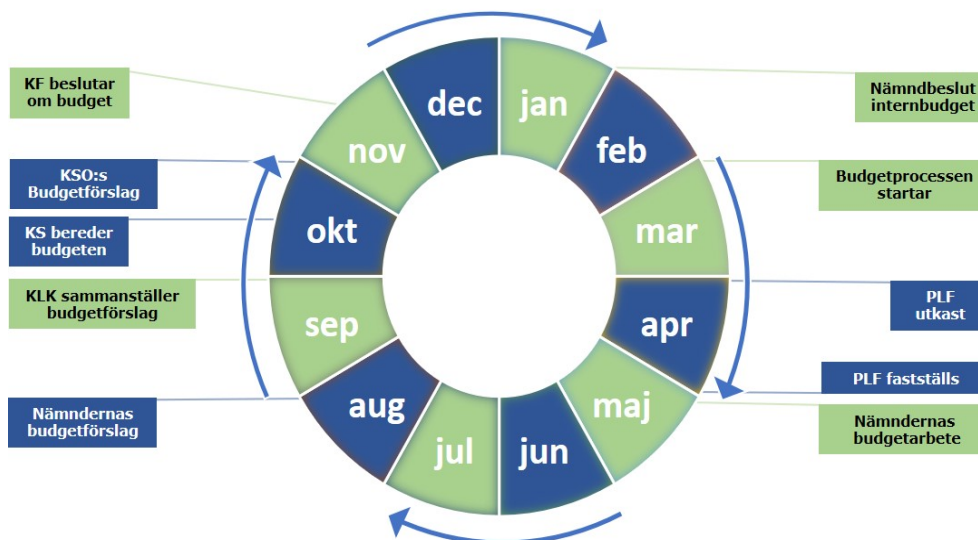 dec
jan
feb
mar
apr
maj
jun
jul
aug
sep
okt
nov
Nämndbeslut
internbudget
Budgetprocessen
startar
PLF
utkast
PLF fastställs
Nämndernas
budgetarbete
KF beslutar
om budget
KSO:s
Budgetförslag
KS bereder
budgeten
KLK sammanställer
budgetförslag
Nämndernas
budgetförslag